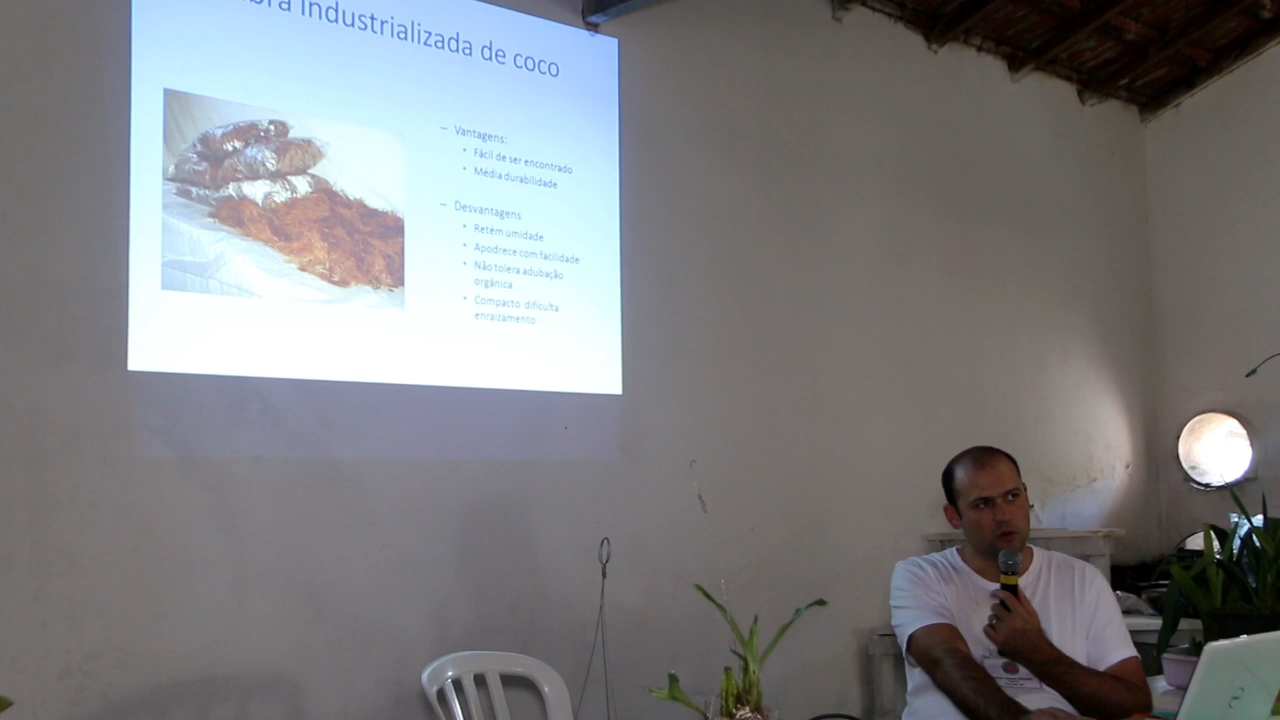 industrializada de coco
– Vantagens:
• Fácil de ser encontrado
• Média durabilidade
– Desvantagens
• Retém umidade
• Apodrece com facilidade
• Não tolera adubação
orgânica
• Compacto dificulta
enraizamento